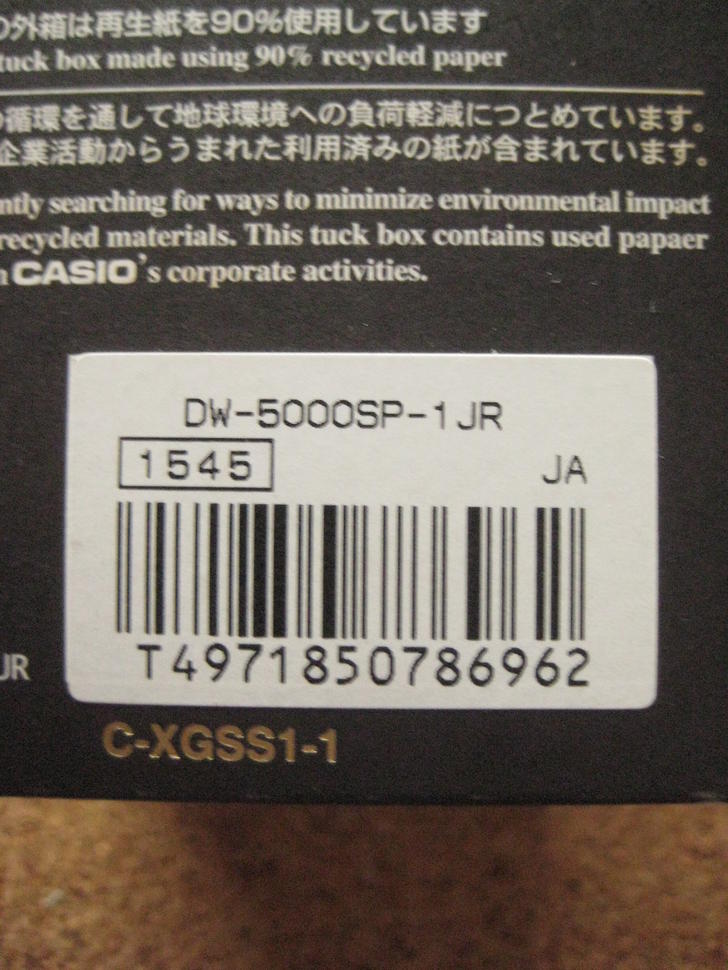 の外箱は再生紙を90%使用しています
tuck box made using 90% recycled paper
の循環を通して地球環境への負荷軽減につとめています。
企業活動からうまれた利用済みの紙が含まれています。
ntly searching for ways to minimize environmental impact
recycled materials. This tuck box contains used papaer
n CASIO's corporate activities.
DW-5000SP-1JR
1545
JA
T4971850786962
JR
C-XGSS1-1